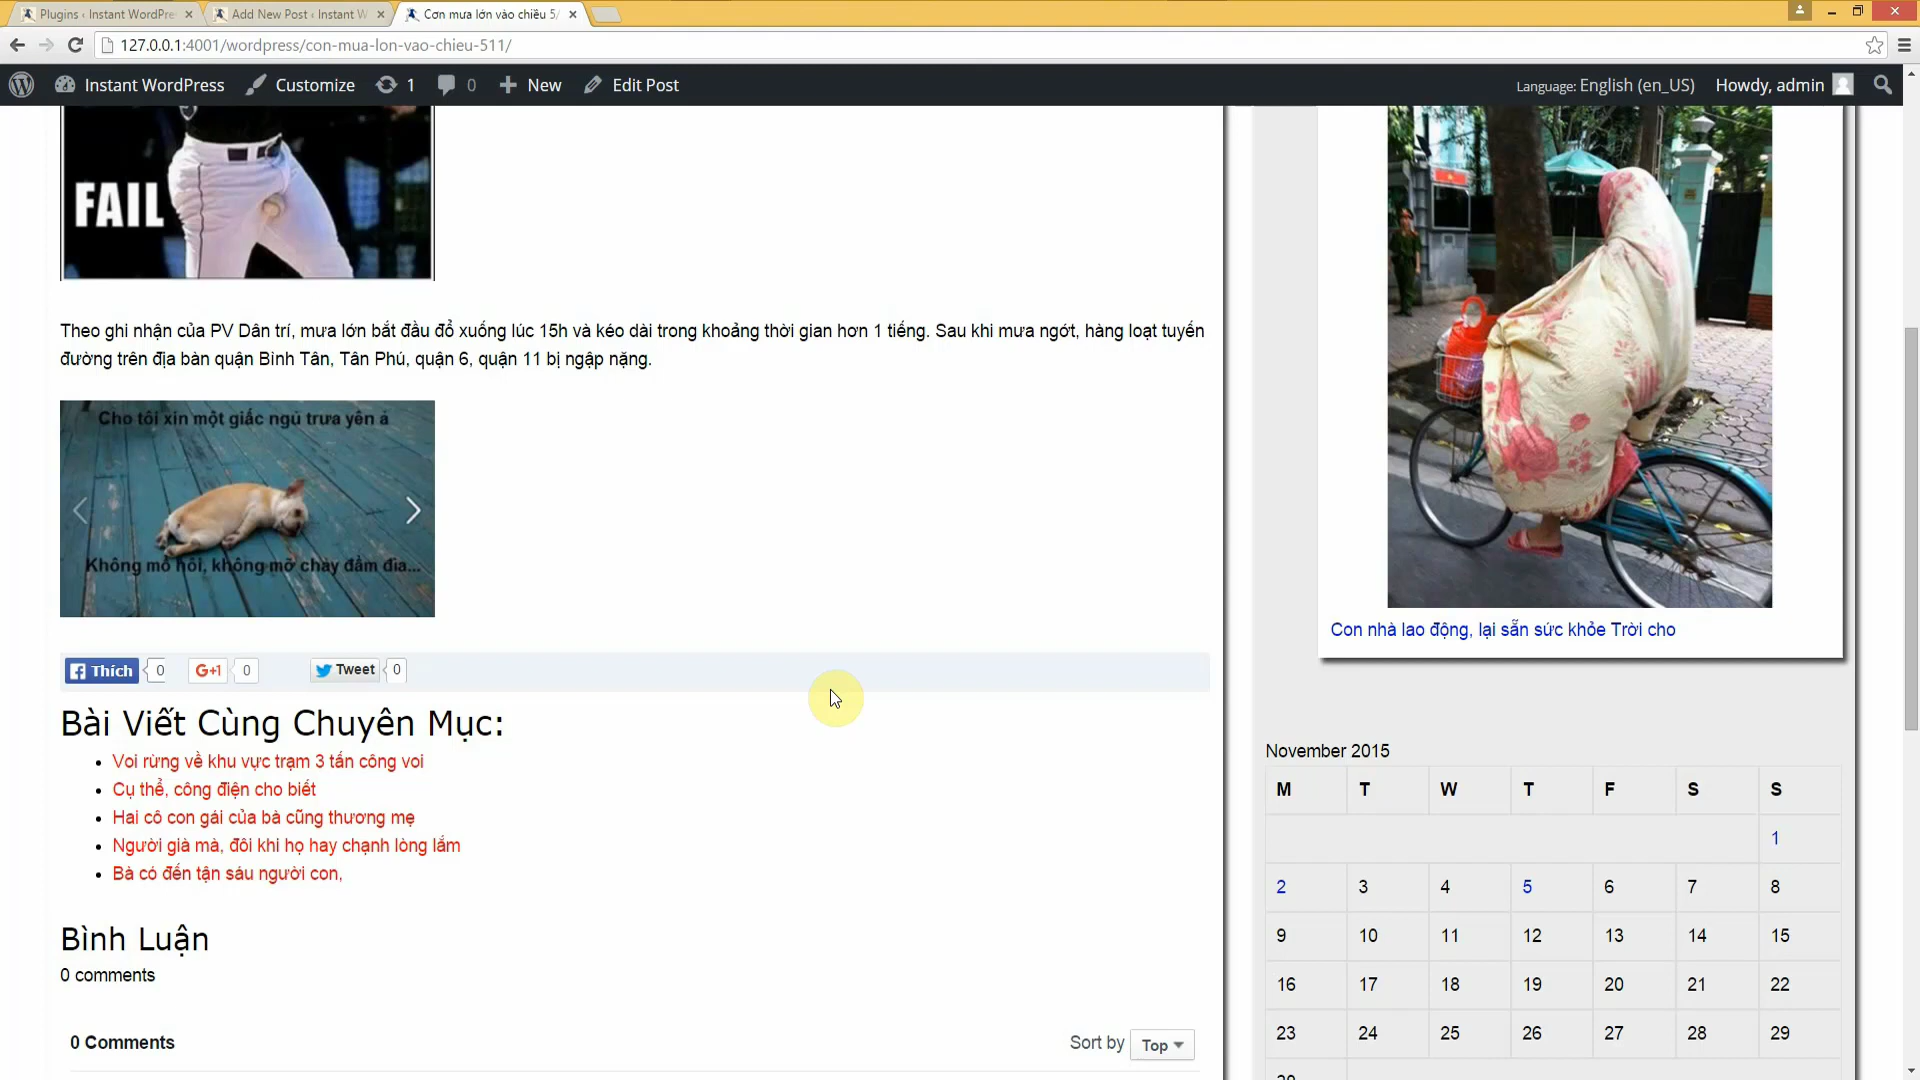 Plugins ‹ Instant WordPre
Add New Post ‹ Instant W
Cơn mưa lớn vào chiều 5/
127.0.0.1:4001/wordpress/con-mua-lon-vao-chieu-511/
Instant WordPress
Customize
1
0
New
Edit Post
Language: English (en_US)
Howdy, admin
FAIL
Theo ghi nhận của PV Dân trí, mưa lớn bắt đầu đổ xuống lúc 15h và kéo dài trong khoảng thời gian hơn 1 tiếng. Sau khi mưa ngớt, hàng loạt tuyến
đường trên địa bàn quận Bình Tân, Tân Phú, quận 6, quận 11 bị ngập nặng.
Cho tôi xin một giấc ngủ trưa yên ả
Không mồ hôi, không mỡ chảy đầm đìa...
Thích 0 G+1 0 Tweet 0
Bài Viết Cùng Chuyên Mục:
Voi rừng về khu vực trạm 3 tấn công voi
Cụ thể, công điện cho biết
Hai cô con gái của bà cũng thương mẹ
Người già mà, đôi khi họ hay chạnh lòng lắm
Bà có đến tận sáu người con,
Bình Luận
0 comments
0 Comments
Sort by Top
Con nhà lao động, lại sẵn sức khỏe Trời cho
November 2015
M T W T F S S
1
2 3 4 5 6 7 8
9 10 11 12 13 14 15
16 17 18 19 20 21 22
23 24 25 26 27 28 29